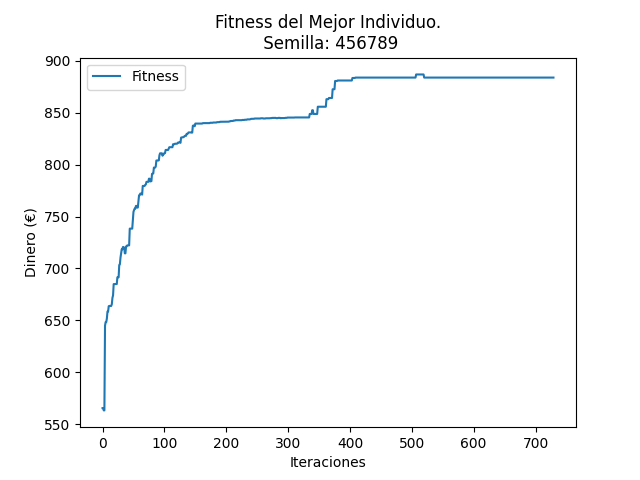 Fitness del Mejor Individuo.
Semilla: 456789
Fitness
900
850
800
750
700
650
600
550
Dinero (€)
0 100 200 300 400 500 600 700
Iteraciones